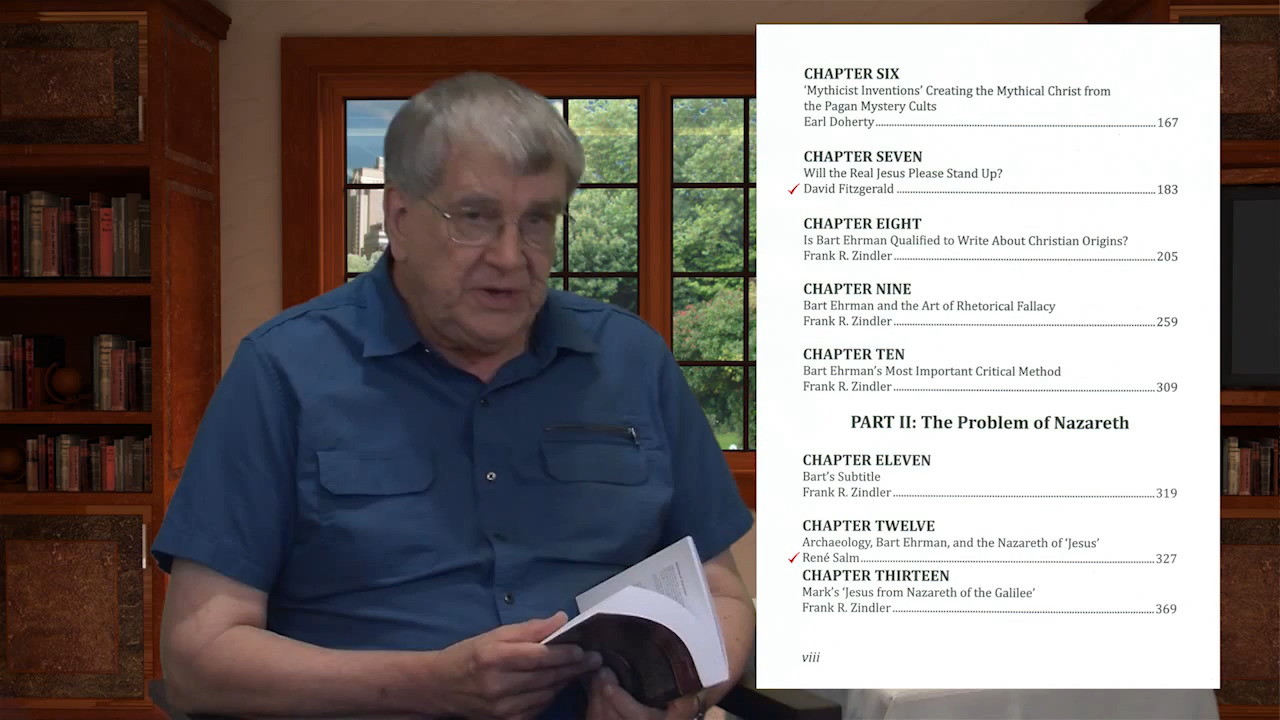 CHAPTER SIX
‘Mythicist Inventions’ Creating the Mythical Christ from
the Pagan Mystery Cults
Earl Doherty........................................................................167
CHAPTER SEVEN
Will the Real Jesus Please Stand Up?
✓ David Fitzgerald ..................................................................183
CHAPTER EIGHT
Is Bart Ehrman Qualified to Write About Christian Origins?
Frank R. Zindler...................................................................205
CHAPTER NINE
Bart Ehrman and the Art of Rhetorical Fallacy
Frank R. Zindler...................................................................259
CHAPTER TEN
Bart Ehrman’s Most Important Critical Method
Frank R. Zindler...................................................................309
PART II: The Problem of Nazareth
CHAPTER ELEVEN
Bart’s Subtitle
Frank R. Zindler...................................................................319
CHAPTER TWELVE
Archaeology, Bart Ehrman, and the Nazareth of ‘Jesus’
✓ René Salm...........................................................................327
CHAPTER THIRTEEN
Mark’s ‘Jesus from Nazareth of the Galilee’
Frank R. Zindler...................................................................369
viii